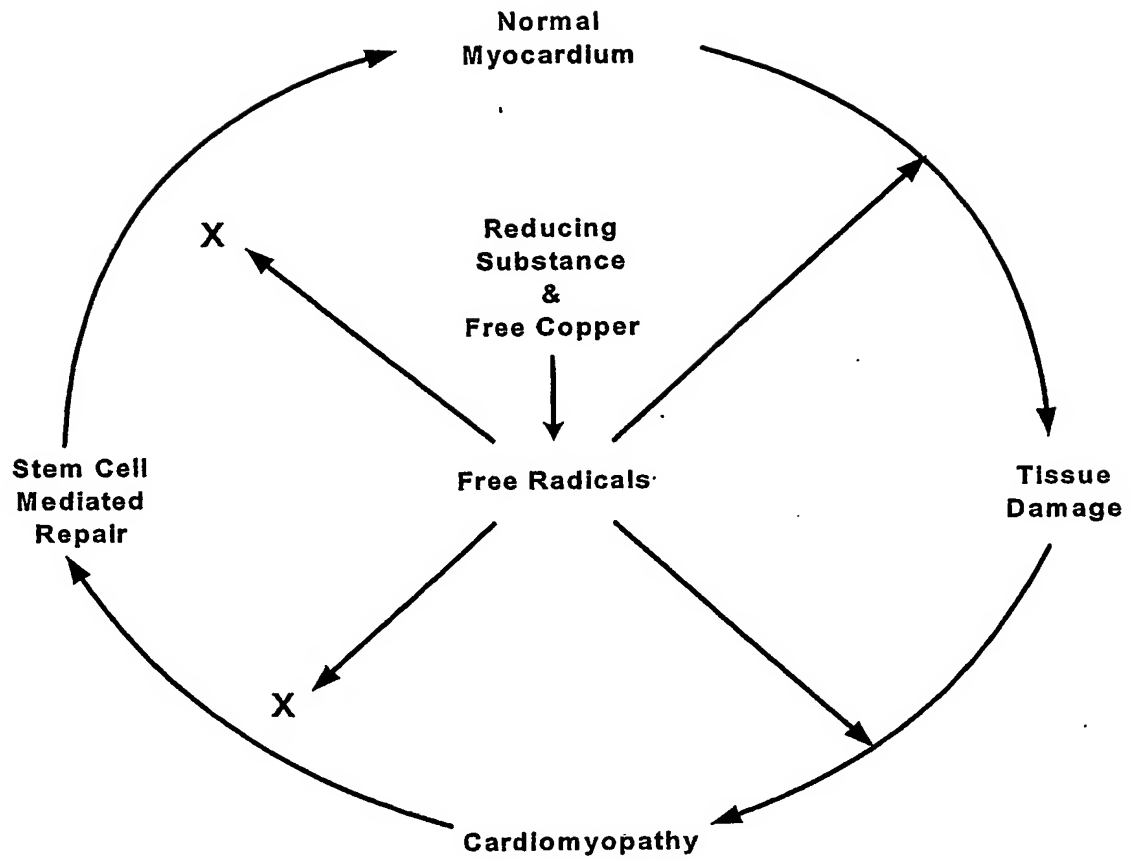 Normal
Myocardium
X
Reducing
Substance
&
Free Copper
Stem Cell
Mediated
Repair
Free Radicals
Tissue
Damage
X
Cardiomyopathy